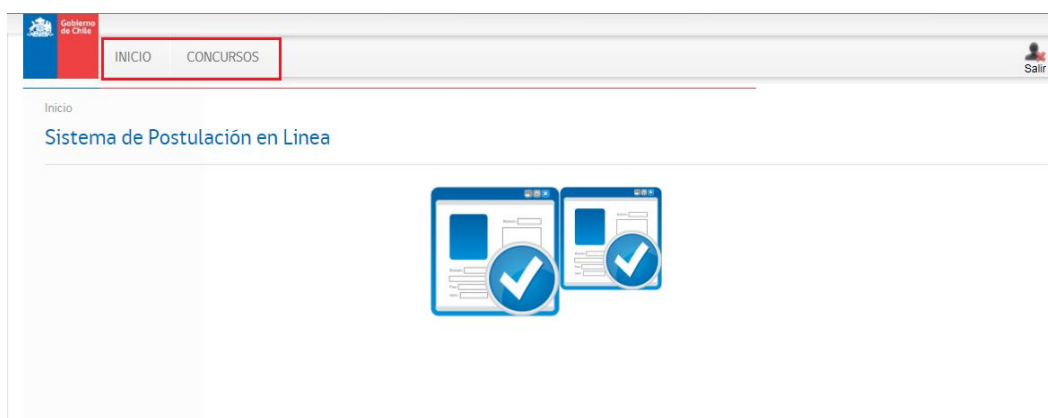 Gobierno
de Chile
INICIO CONCURSOS
Salir
Inicio
Sistema de Postulación en Linea